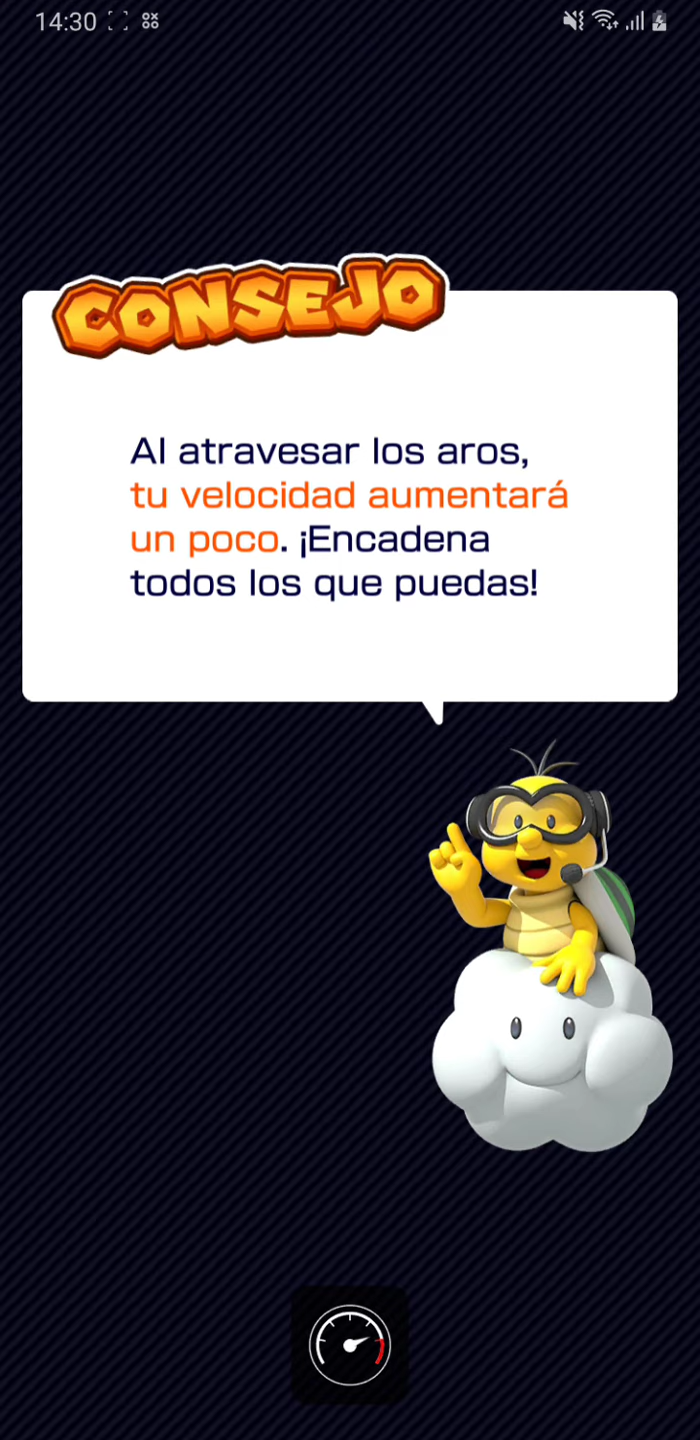 14:30
CONSEJO
Al atravesar los aros,
tu velocidad aumentará
un poco. ¡Encadena
todos los que puedas!